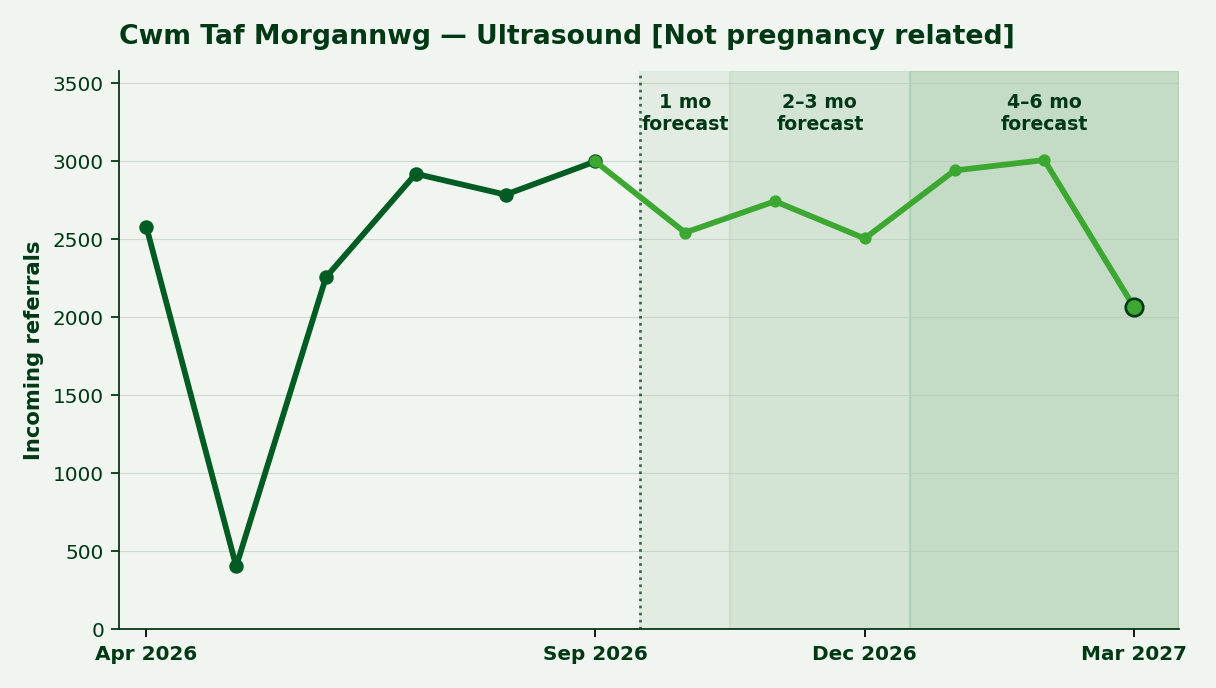 Cwm Taf Morgannwg — Ultrasound [Not pregnancy related]
3500
3000
2500
2000
1500
1000
500
0
Incoming referrals
1 mo
forecast
2–3 mo
forecast
4–6 mo
forecast
Apr 2026
Sep 2026
Dec 2026
Mar 2027